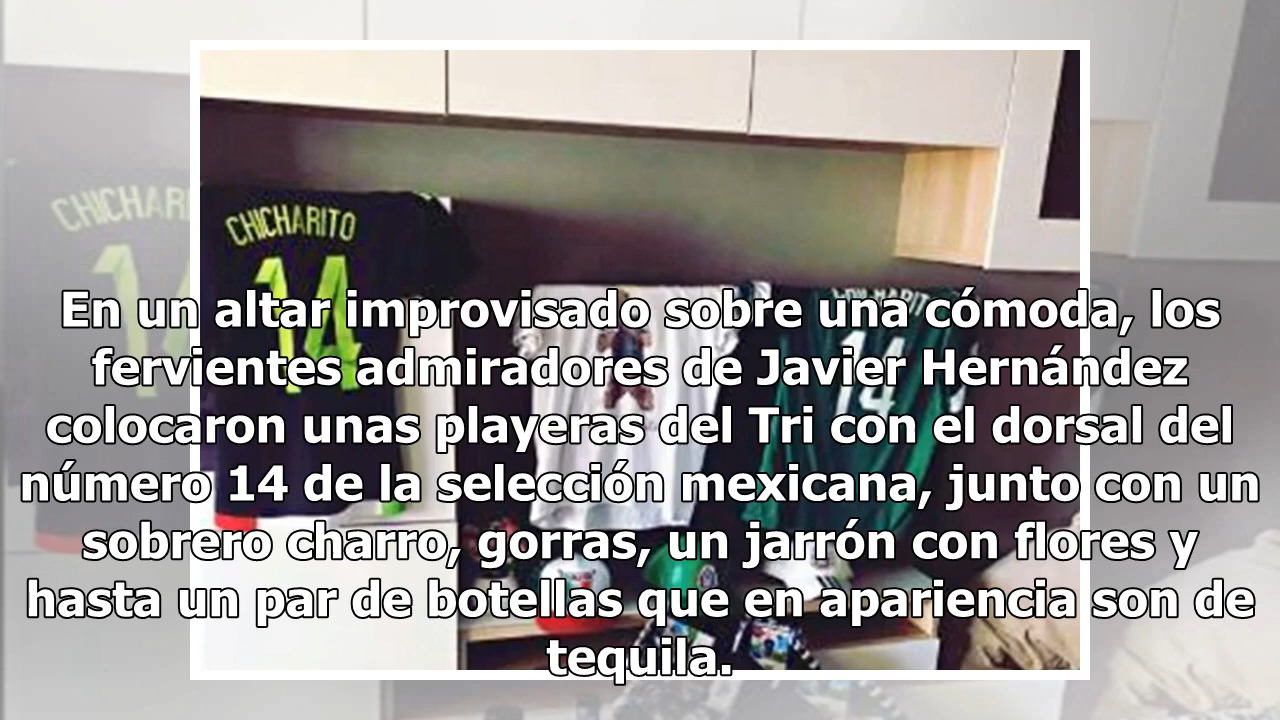 CHICHARITO
14
CHICHARITO
14
En un altar improvisado sobre una cómoda, los
fervientes admiradores de Javier Hernández
colocaron unas playeras del Tri con el dorsal del
número 14 de la selección mexicana, junto con un
sobrero charro, gorras, un jarrón con flores y
hasta un par de botellas que en apariencia son de
tequila.